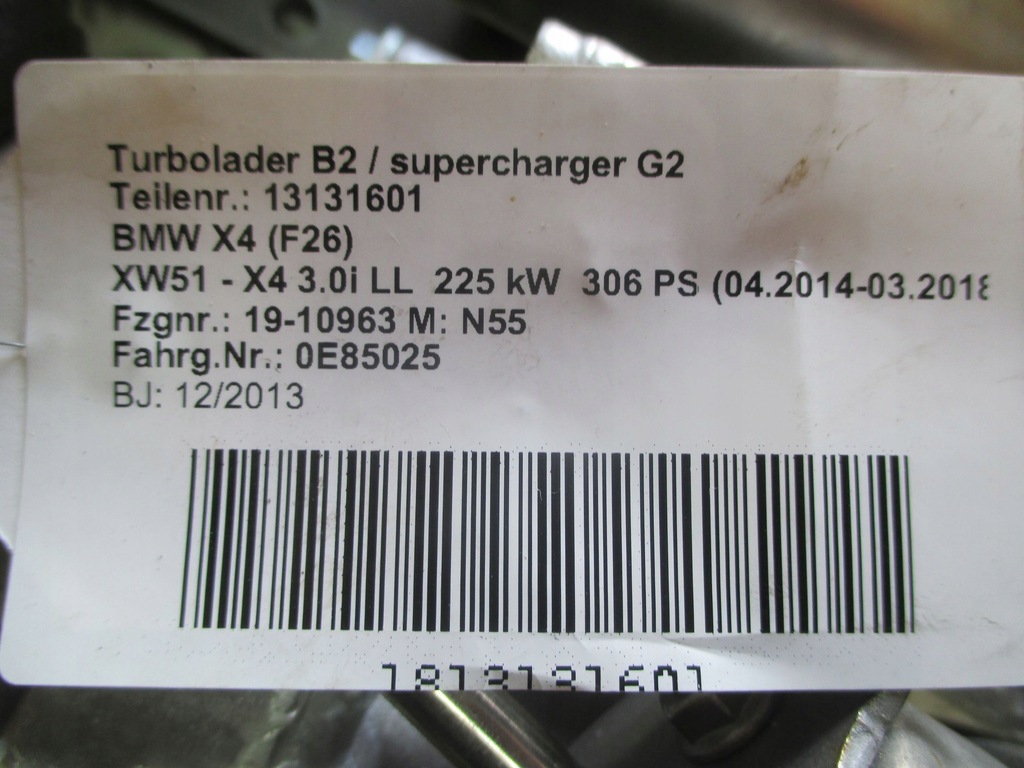 Turbolader B2 / supercharger G2
Teilenr.: 13131601
BMW X4 (F26)
XW51 - X4 3.0i LL 225 kW 306 PS (04.2014-03.2018
Fzgnr.: 19-10963 M: N55
Fahrg.Nr.: 0E85025
BJ: 12/2013
1813131601